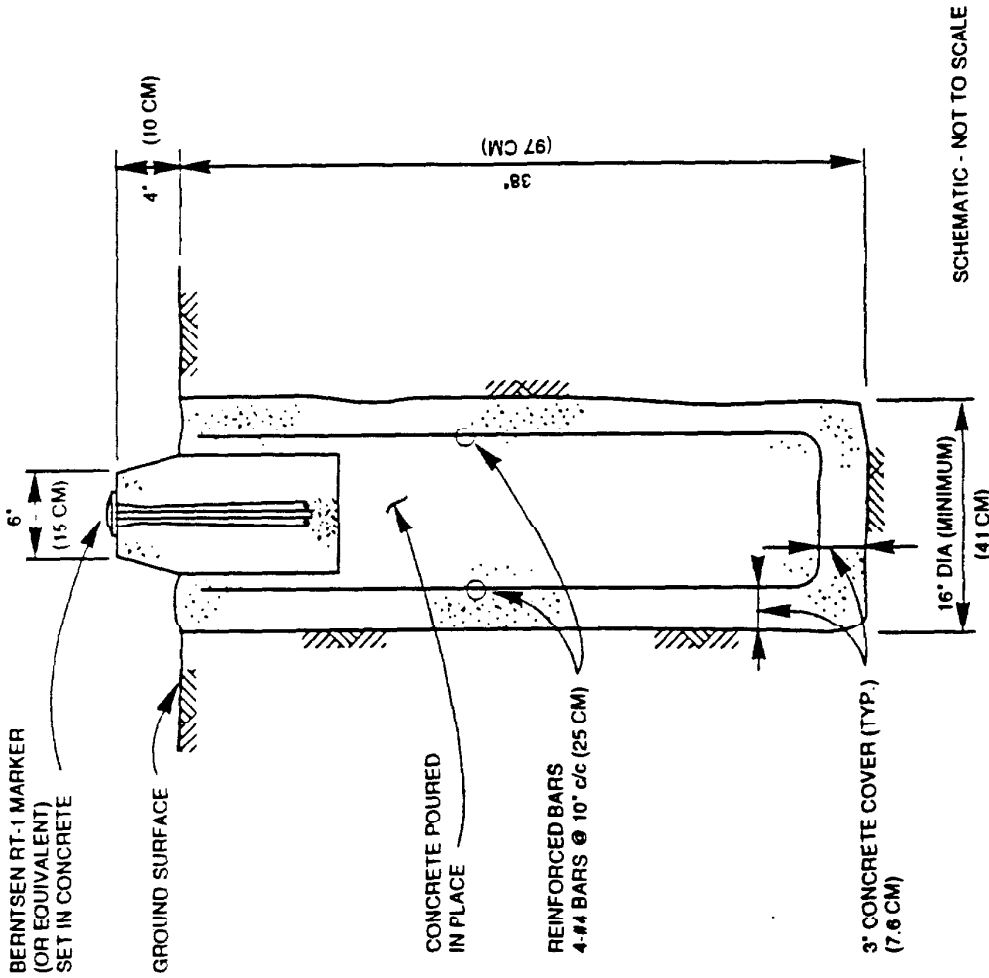 BERNTSEN RT-1 MARKER
(OR EQUIVALENT)
SET IN CONCRETE
GROUND SURFACE
CONCRETE POURED
IN PLACE
REINFORCED BARS
4-#4 BARS @ 10" c/c (25 CM)
3" CONCRETE COVER (TYP.)
(7.6 CM)
6"
(15 CM)
4"
(10 CM)
38"
(97 CM)
16" DIA (MINIMUM)
(41 CM)
SCHEMATIC - NOT TO SCALE